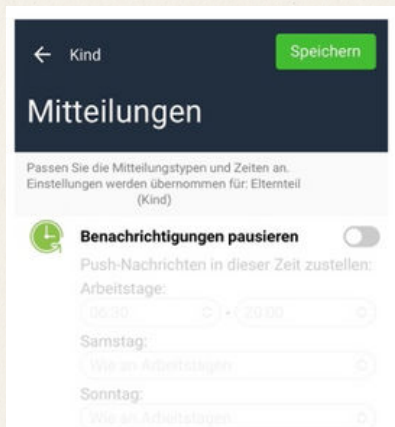 Kind
Speichern
Mitteilungen
Passen Sie die Mitteilungstypen und Zeiten an.
Einstellungen werden übernommen für: Elternteil
(Kind)
Benachrichtigungen pausieren
Push-Nachrichten in dieser Zeit zustellen:
Arbeitstage:
06:30 - 20:00
Samstag:
Wie an Arbeitstagen
Sonntag:
Wie an Arbeitstagen